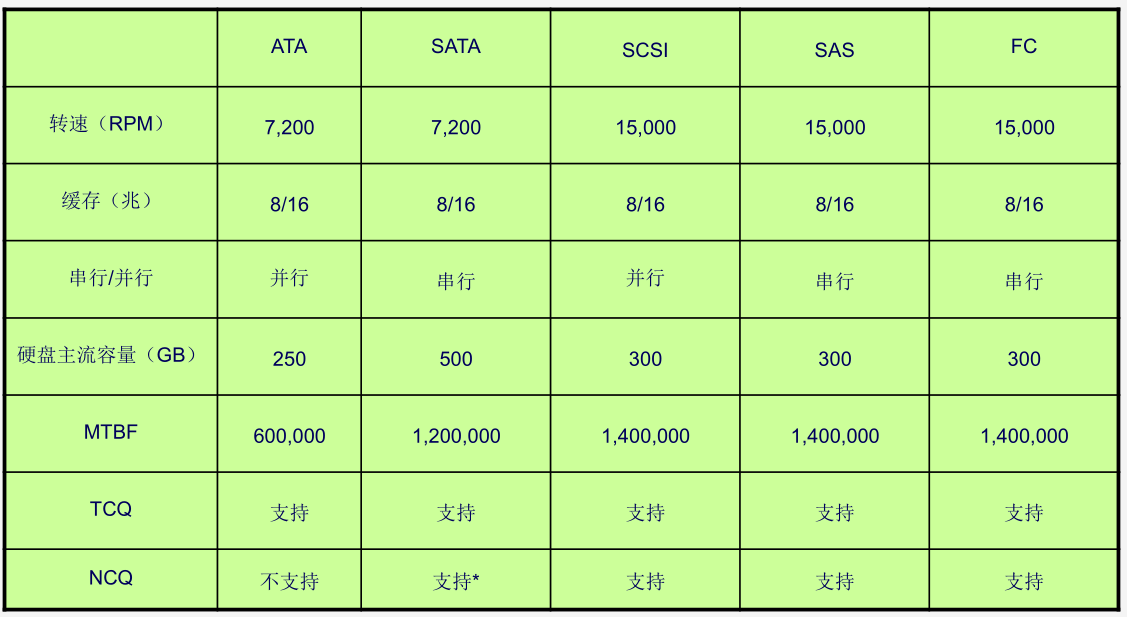 ATA SATA SCSI SAS FC
转速（RPM） 7,200 7,200 15,000 15,000 15,000
缓存（兆） 8/16 8/16 8/16 8/16 8/16
串行/并行 并行 串行 并行 串行 串行
硬盘主流容量（GB） 250 500 300 300 300
MTBF 600,000 1,200,000 1,400,000 1,400,000 1,400,000
TCQ 支持 支持 支持 支持 支持
NCQ 不支持 支持* 支持 支持 支持